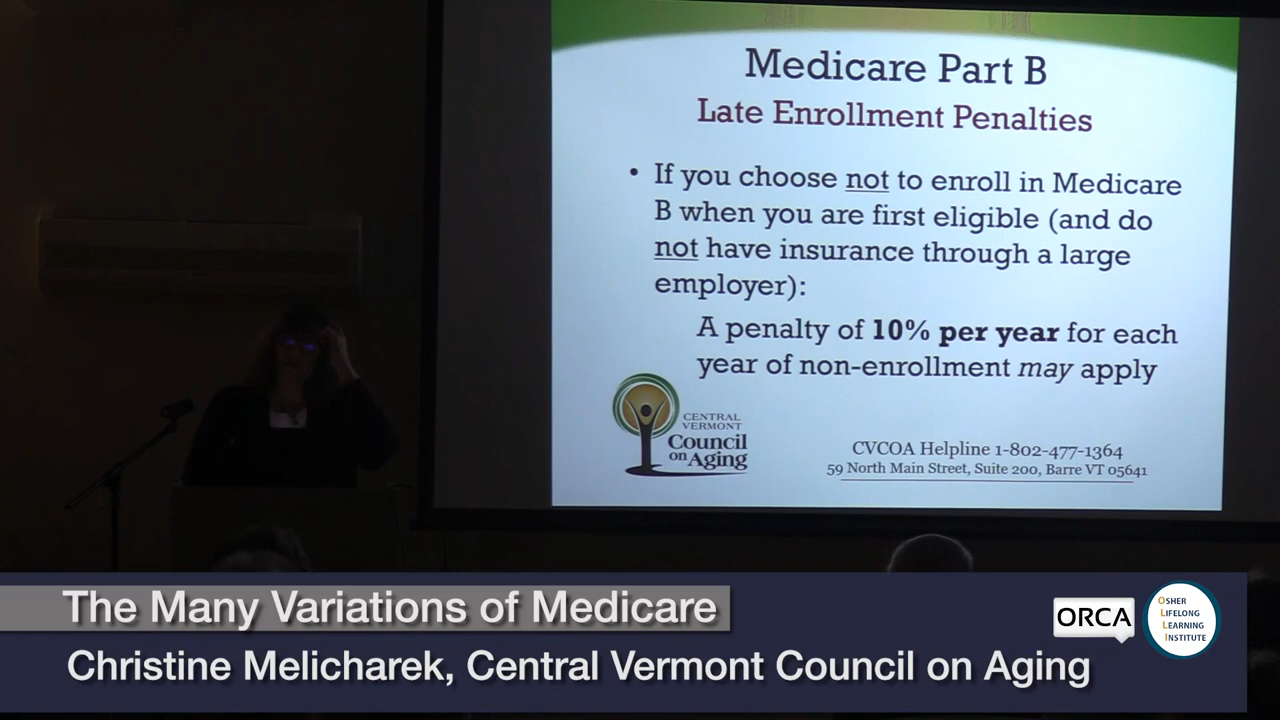 Medicare Part B
Late Enrollment Penalties
• If you choose not to enroll in Medicare
B when you are first eligible (and do
not have insurance through a large
employer):
A penalty of 10% per year for each
year of non-enrollment may apply
CENTRAL
VERMONT
Council
on Aging
CVCOA Helpline 1-802-477-1364
59 North Main Street, Suite 200, Barre VT 05641
The Many Variations of Medicare
Christine Melicharek, Central Vermont Council on Aging
ORCA
OSHER
LIFELONG
LEARNING
INSTITUTE